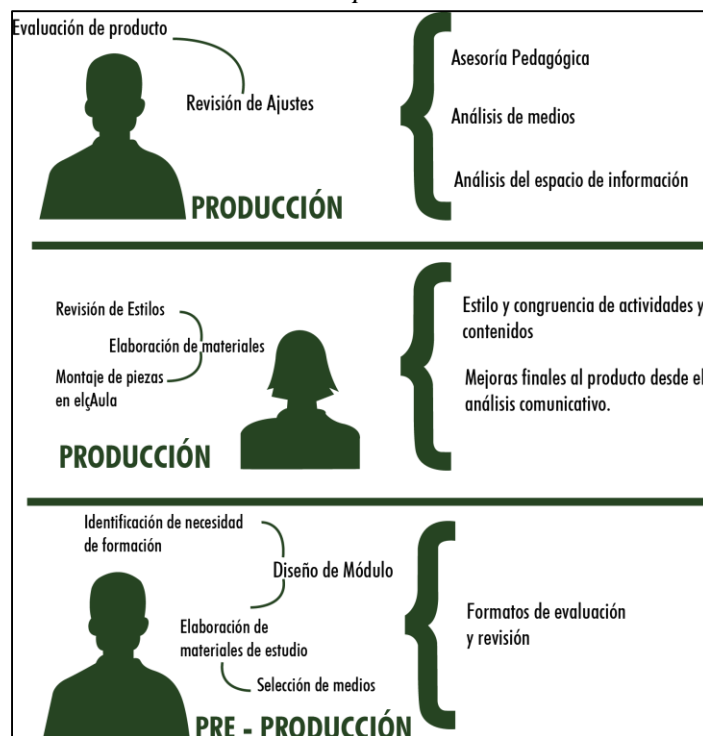 Evaluación de producto
Revisión de Ajustes
PRODUCCIÓN
Asesoría Pedagógica
Análisis de medios
Análisis del espacio de información
Revisión de Estilos
Elaboración de materiales
Montaje de piezas
en elçAula
PRODUCCIÓN
Estilo y congruencia de actividades y
contenidos
Mejoras finales al producto desde el
análisis comunicativo.
Identificación de necesidad
de formación
Diseño de Módulo
Elaboración de
materiales de estudio
Selección de medios
PRE - PRODUCCIÓN
Formatos de evaluación
y revisión